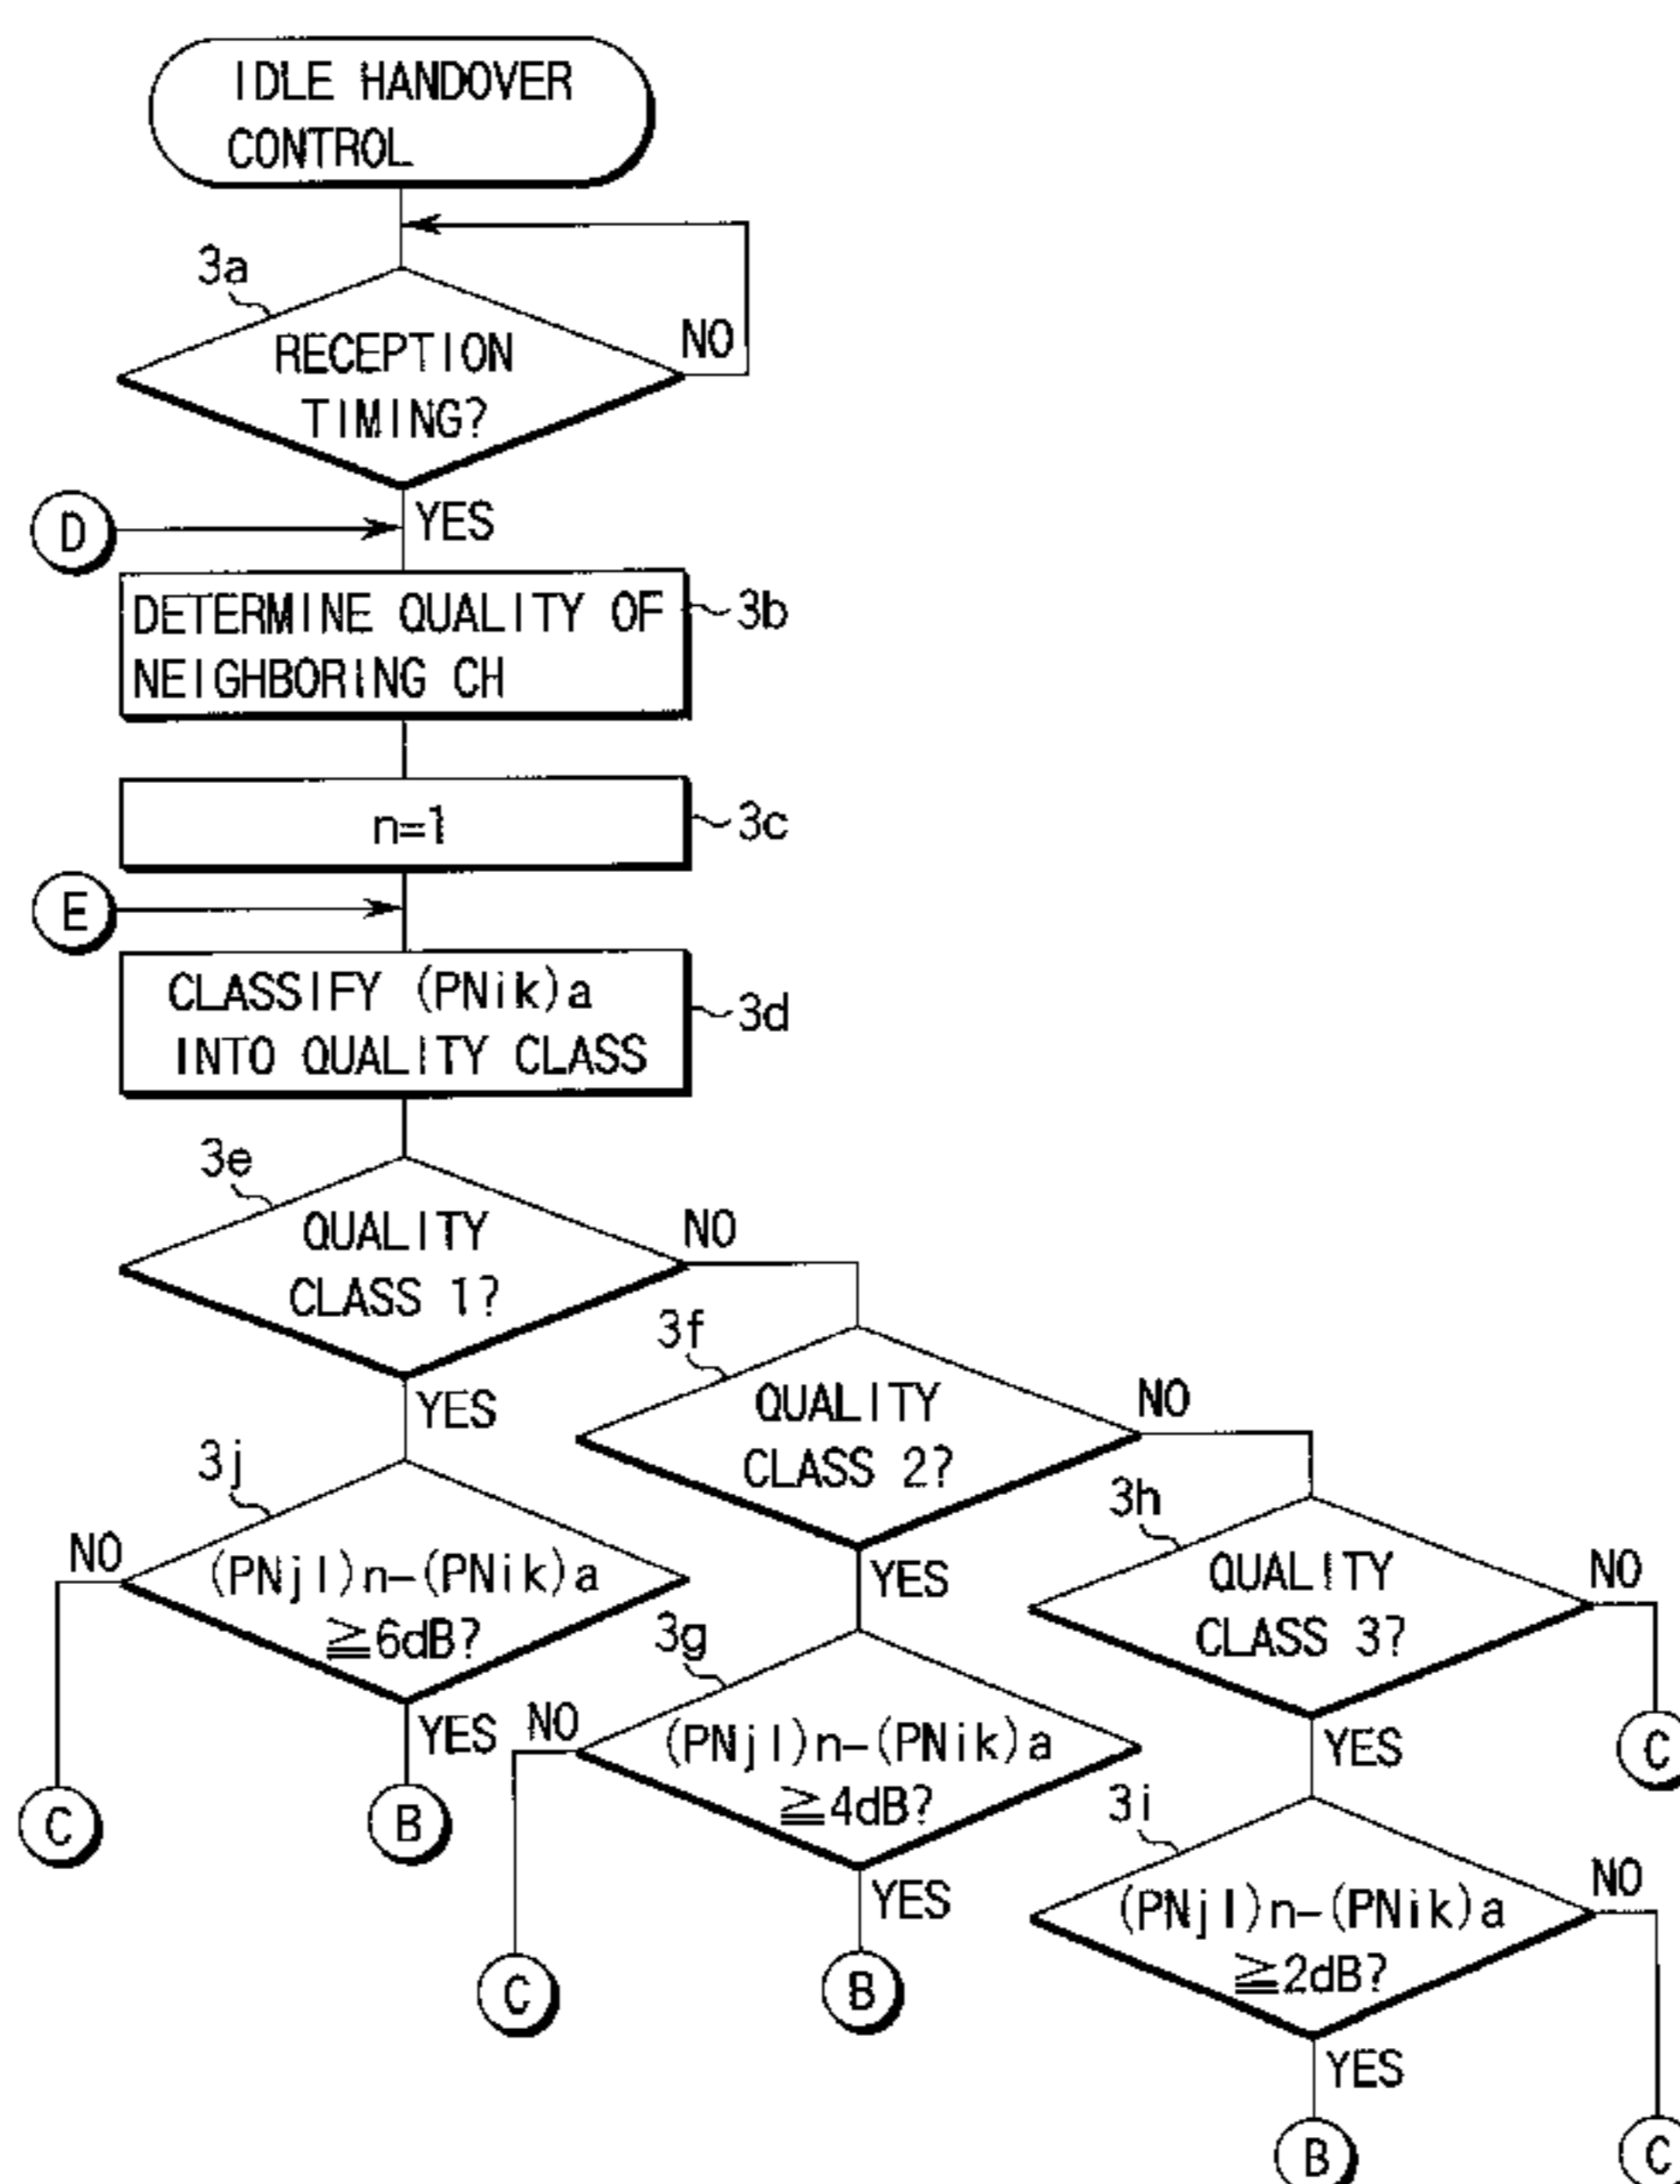 IDLE HANDOVER
CONTROL
3a
RECEPTION
TIMING?
NO
YES
D
DETERMINE QUALITY OF
NEIGHBORING CH
3b
n=1
3c
E
CLASSIFY (PNik)a
INTO QUALITY CLASS
3d
3e
QUALITY
CLASS 1?
NO
YES
3f
QUALITY
CLASS 2?
NO
YES
3h
QUALITY
CLASS 3?
NO
YES
C
3j
(PNjl)n-(PNik)a
≧6dB?
NO
YES
C
B
3g
(PNjl)n-(PNik)a
≧4dB?
NO
YES
C
B
3i
(PNjl)n-(PNik)a
≧2dB?
NO
YES
B
C